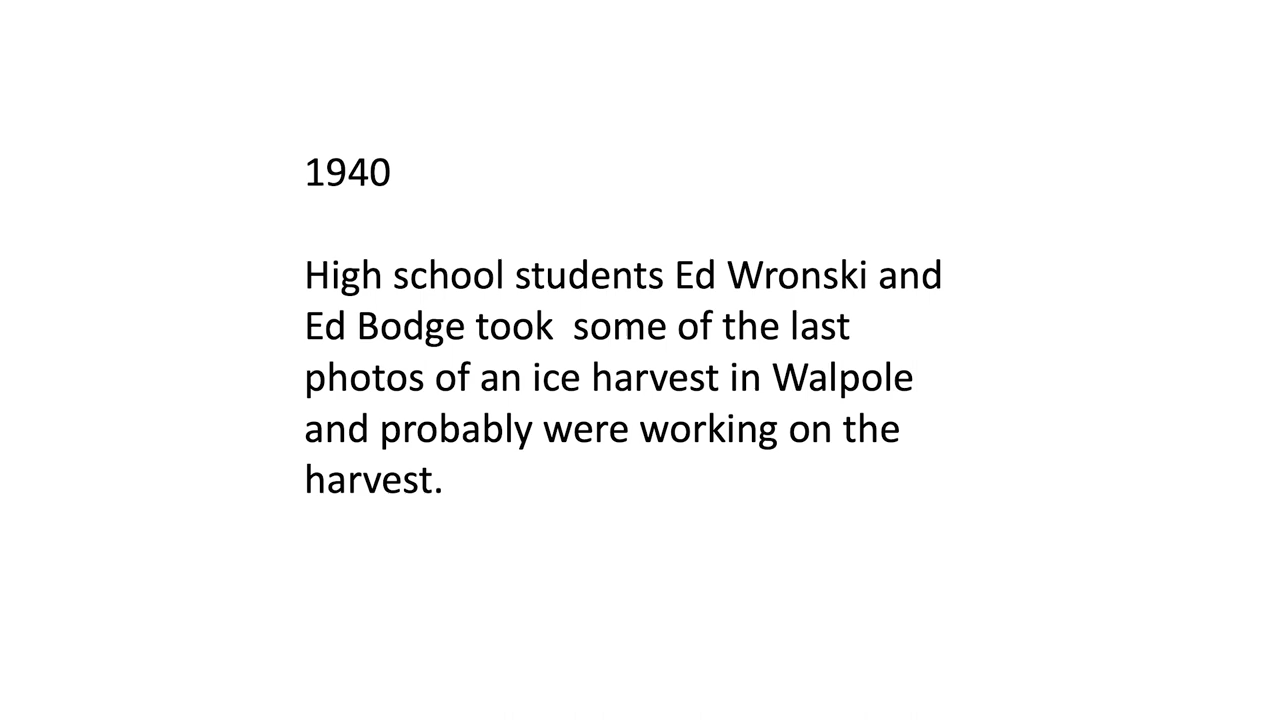 1940
High school students Ed Wronski and
Ed Bodge took  some of the last
photos of an ice harvest in Walpole
and probably were working on the
harvest.